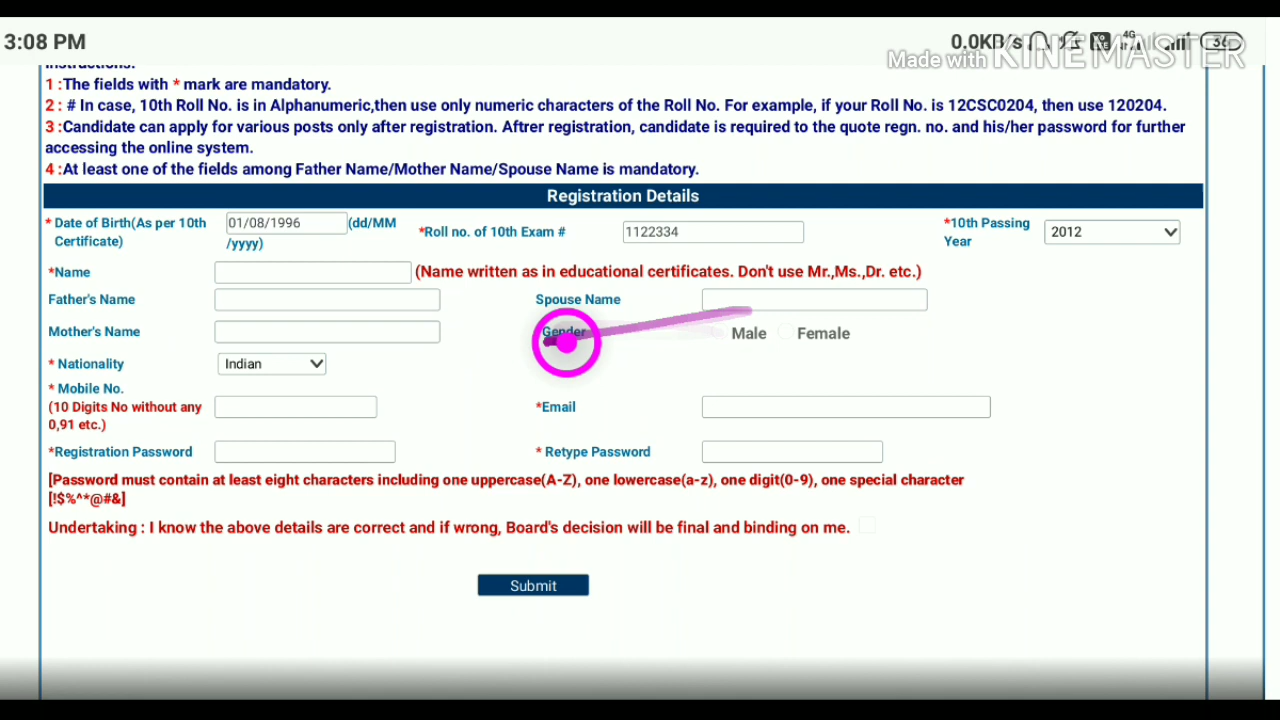 3:08 PM
0.0KB/s 4G 36
Made with KINEMASTER
Instructions:
1 :The fields with * mark are mandatory.
2 : # In case, 10th Roll No. is in Alphanumeric,then use only numeric characters of the Roll No. For example, if your Roll No. is 12CSC0204, then use 120204.
3 :Candidate can apply for various posts only after registration. Aftrer registration, candidate is required to the quote regn. no. and his/her password for further
accessing the online system.
4 :At least one of the fields among Father Name/Mother Name/Spouse Name is mandatory.
Registration Details
* Date of Birth(As per 10th Certificate) 01/08/1996 (dd/MM/yyyy) *Roll no. of 10th Exam # 1122334 *10th Passing Year 2012
*Name (Name written as in educational certificates. Don't use Mr.,Ms.,Dr. etc.)
Father's Name Spouse Name
Mother's Name Gender Male Female
* Nationality Indian
* Mobile No.
(10 Digits No without any *Email
0,91 etc.)
*Registration Password * Retype Password
[Password must contain at least eight characters including one uppercase(A-Z), one lowercase(a-z), one digit(0-9), one special character
[!$%^*@#&]
Undertaking : I know the above details are correct and if wrong, Board's decision will be final and binding on me.
Submit